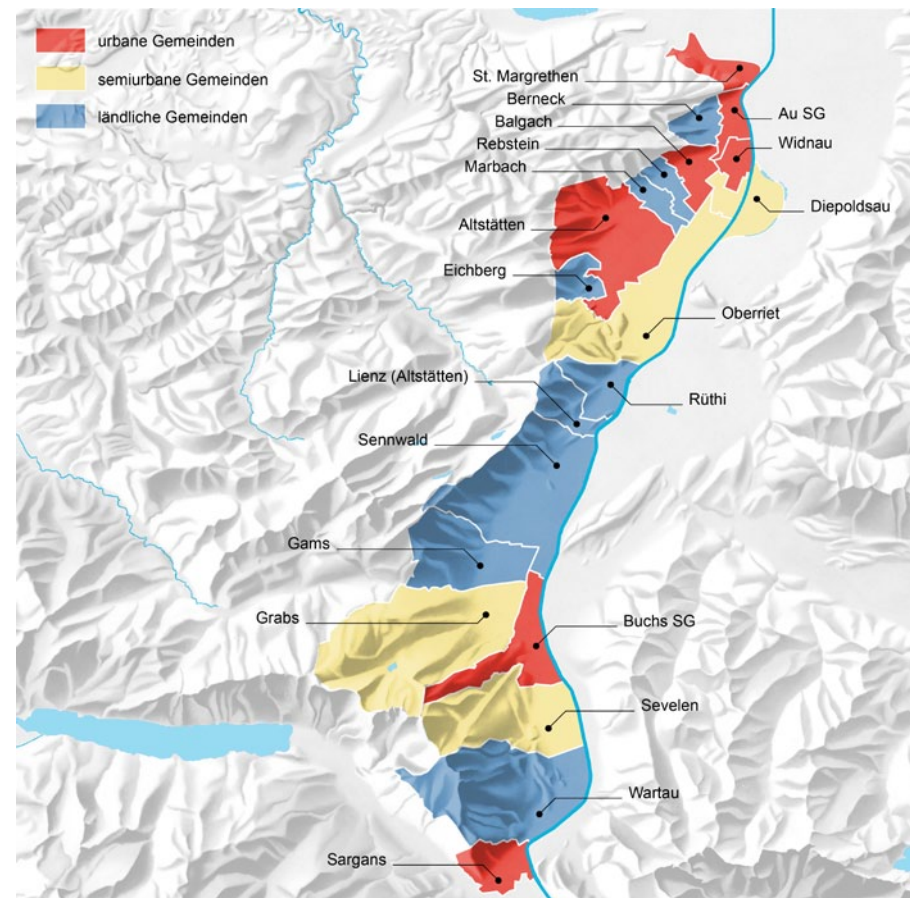 urbane Gemeinden
semiurbane Gemeinden
ländliche Gemeinden
St. Margrethen
Berneck
Au SG
Balgach
Widnau
Rebstein
Marbach
Diepoldsau
Altstätten
Eichberg
Oberriet
Lienz (Altstätten)
Rüthi
Sennwald
Gams
Grabs
Buchs SG
Sevelen
Wartau
Sargans